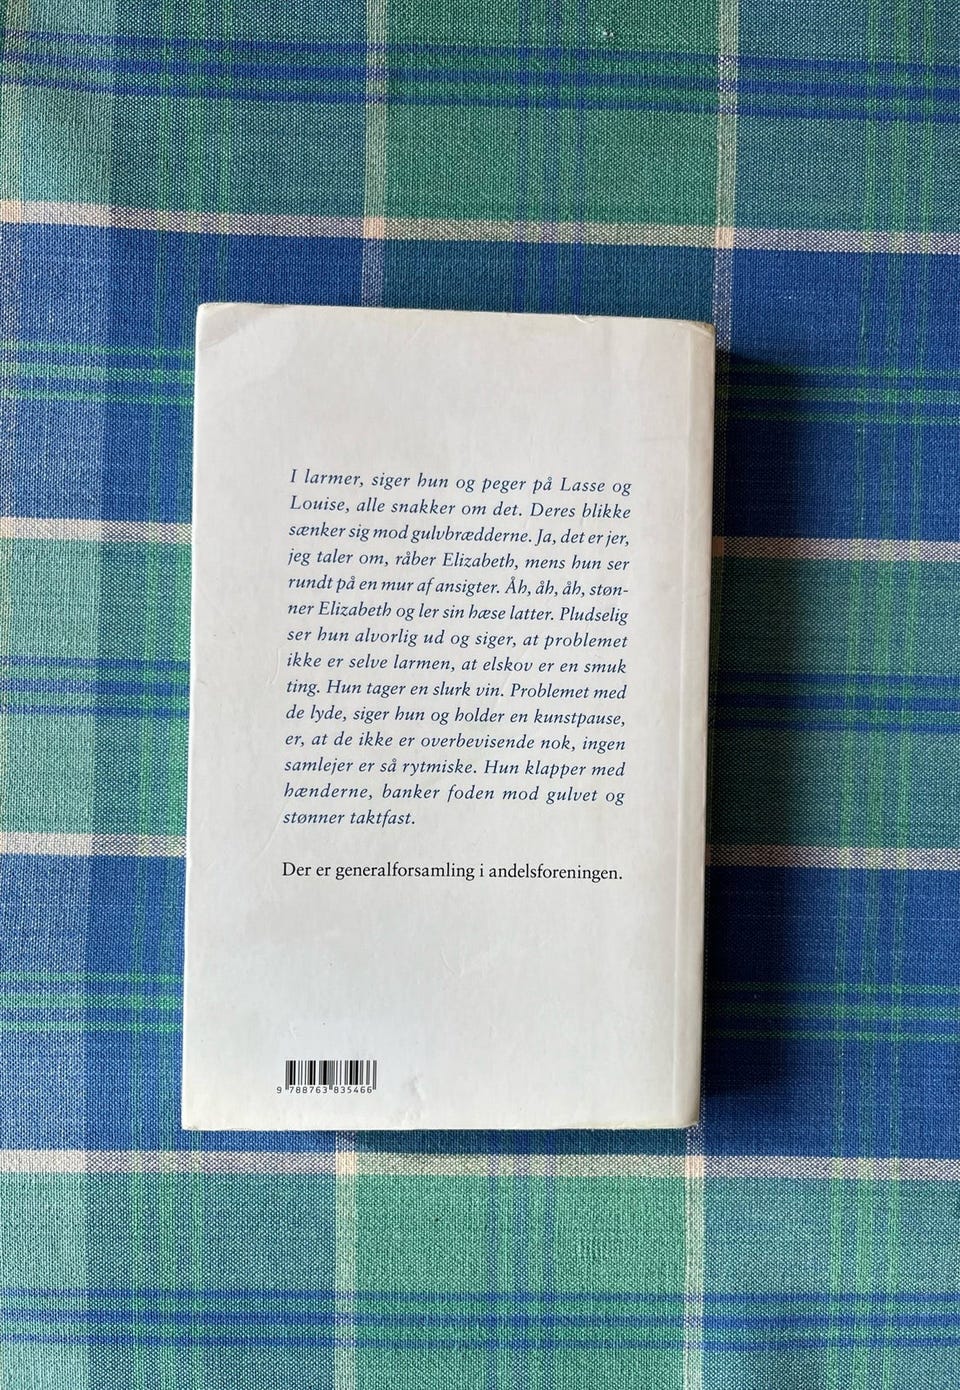 I larmer, siger hun og peger på Lasse og
Louise, alle snakker om det. Deres blikke
sænker sig mod gulvbrædderne. Ja, det er jer,
jeg taler om, råber Elizabeth, mens hun ser
rundt på en mur af ansigter. Åh, åh, åh, støn-
ner Elizabeth og ler sin hæse latter. Pludselig
ser hun alvorlig ud og siger, at problemet
ikke er selve larmen, at elskov er en smuk
ting. Hun tager en slurk vin. Problemet med
de lyde, siger hun og holder en kunstpause,
er, at de ikke er overbevisende nok, ingen
samlejer er så rytmiske. Hun klapper med
hænderne, banker foden mod gulvet og
stønner taktfast.
Der er generalforsamling i andelsforeningen.
9 788763 835466